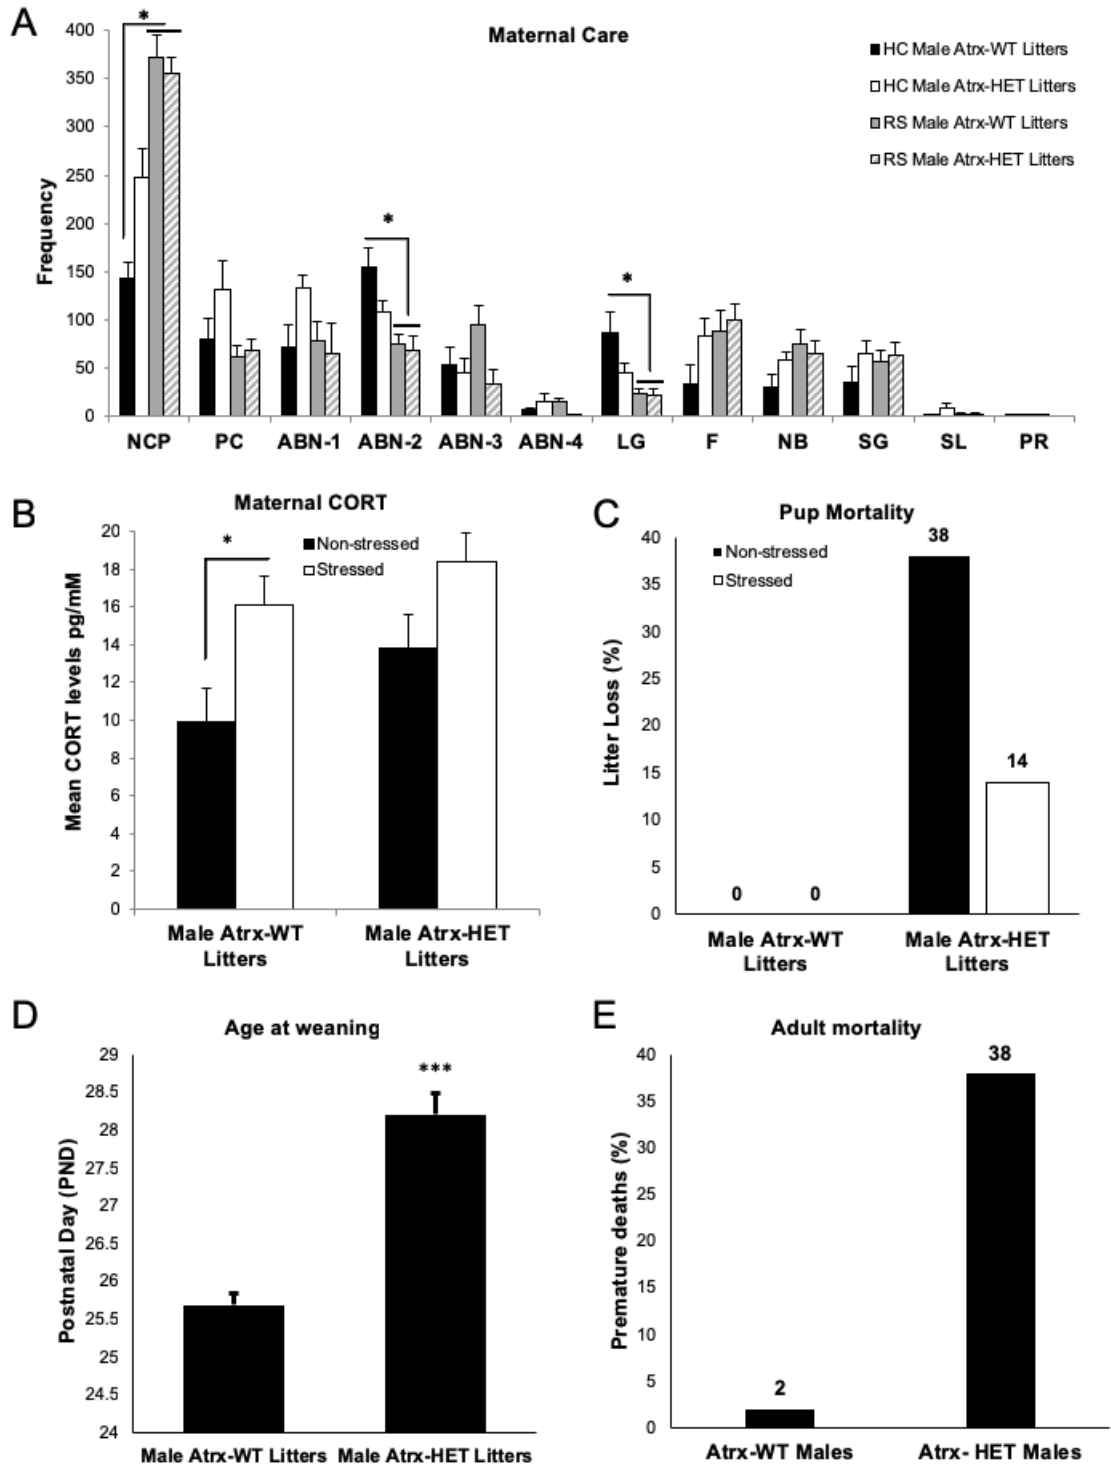 A
Maternal Care
HC Male Atrx-WT Litters
HC Male Atrx-HET Litters
RS Male Atrx-WT Litters
RS Male Atrx-HET Litters
Frequency
400
350
300
250
200
150
100
50
0
*
*
*
NCP PC ABN-1 ABN-2 ABN-3 ABN-4 LG F NB SG SL PR
B
Maternal CORT
Non-stressed
Stressed
Mean CORT levels pg/mM
20
18
16
14
12
10
8
6
4
2
0
*
Male Atrx-WT Litters
Male Atrx-HET Litters
C
Pup Mortality
Non-stressed
Stressed
Litter Loss (%)
40
35
30
25
20
15
10
5
0
0 0 38 14
Male Atrx-WT Litters
Male Atrx-HET Litters
D
Age at weaning
Postnatal Day (PND)
29
28.5
28
27.5
27
26.5
26
25.5
25
24.5
24
***
Male Atrx-WT Litters Male Atrx-HET Litters
E
Adult mortality
Premature deaths (%)
40
35
30
25
20
15
10
5
0
2 38
Atrx-WT Males Atrx- HET Males